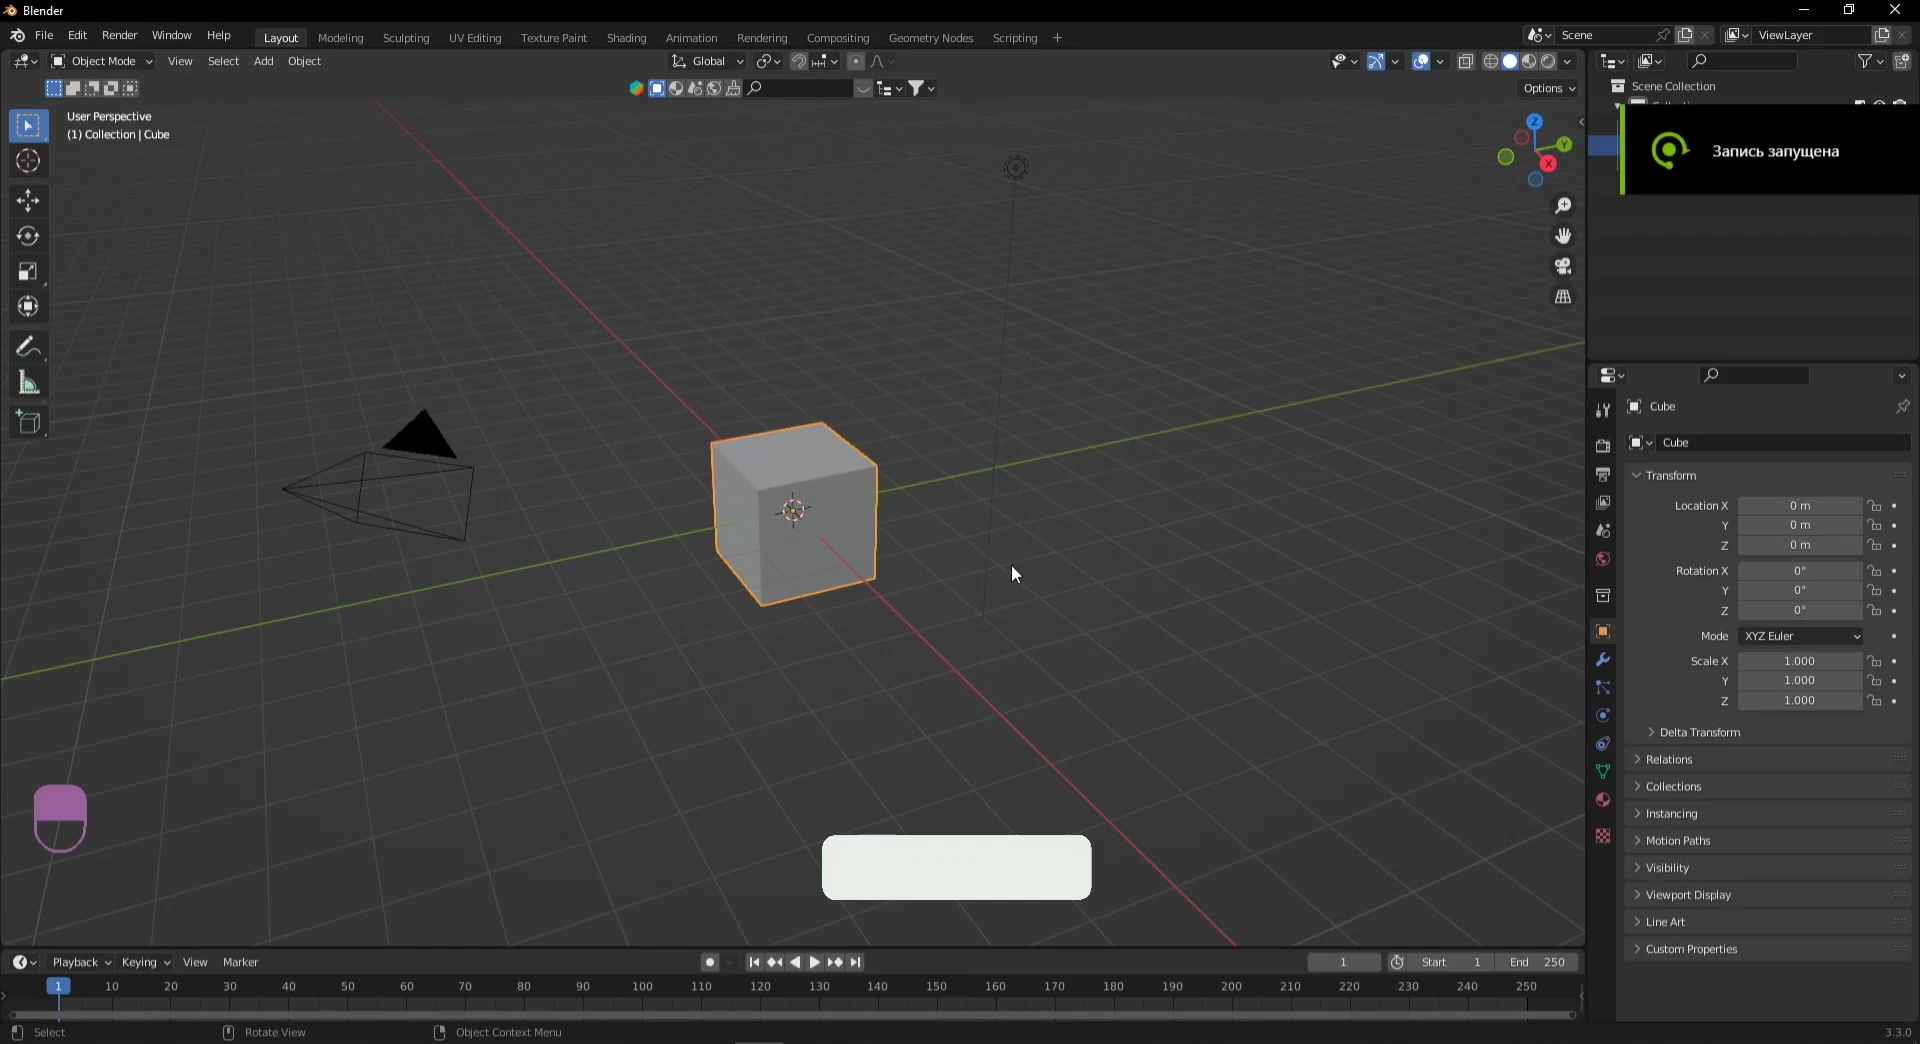 Blender
File Edit Render Window Help
Layout Modeling Sculpting UV Editing Texture Paint Shading Animation Rendering Compositing Geometry Nodes Scripting +
Scene
ViewLayer
Object Mode View Select Add Object
Global
Options
User Perspective
(1) Collection | Cube
Z
Y
X
Scene Collection
Запись запущена
Cube
Cube
Transform
Location X 0 m
Y 0 m
Z 0 m
Rotation X 0°
Y 0°
Z 0°
Mode XYZ Euler
Scale X 1.000
Y 1.000
Z 1.000
Delta Transform
Relations
Collections
Instancing
Motion Paths
Visibility
Viewport Display
Line Art
Custom Properties
Playback Keying View Marker
1 Start 1 End 250
1 10 20 30 40 50 60 70 80 90 100 110 120 130 140 150 160 170 180 190 200 210 220 230 240 250
Select Rotate View Object Context Menu
3.3.0